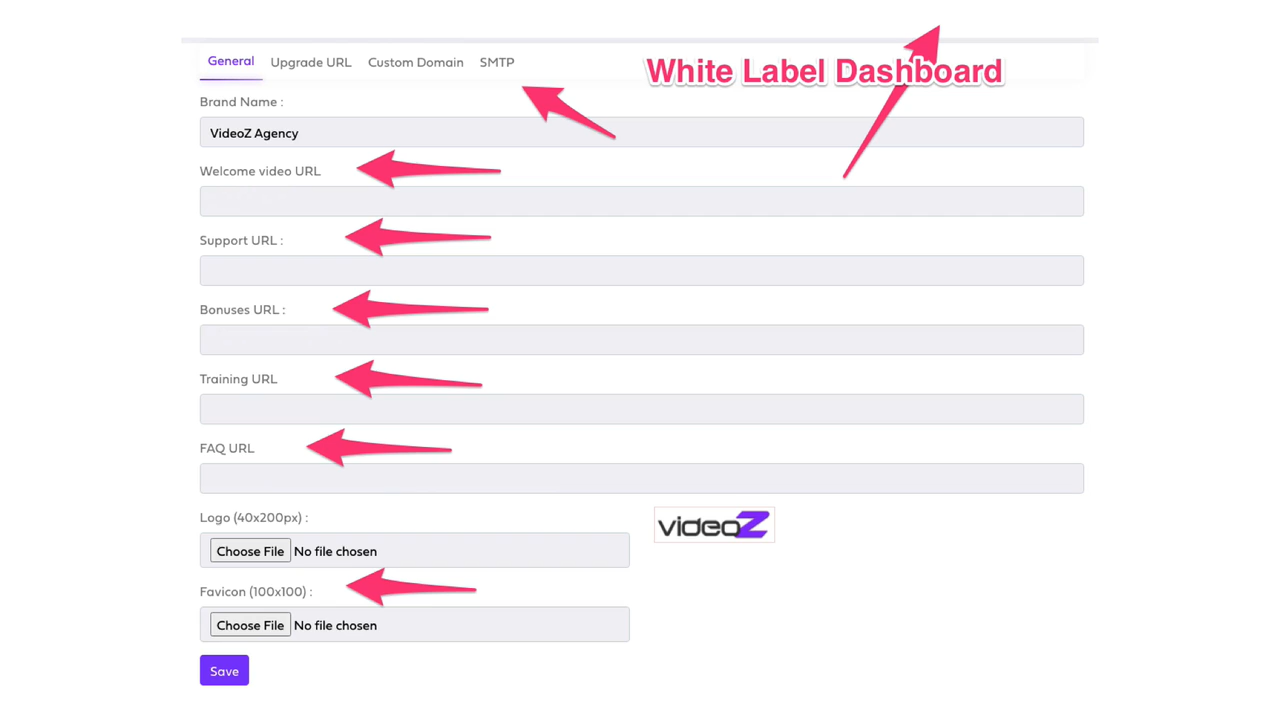 General Upgrade URL Custom Domain SMTP
White Label Dashboard
Brand Name :
VideoZ Agency
Welcome video URL
Support URL :
Bonuses URL :
Training URL
FAQ URL
Logo (40x200px) :
videoZ
Choose File No file chosen
Favicon (100x100) :
Choose File No file chosen
Save